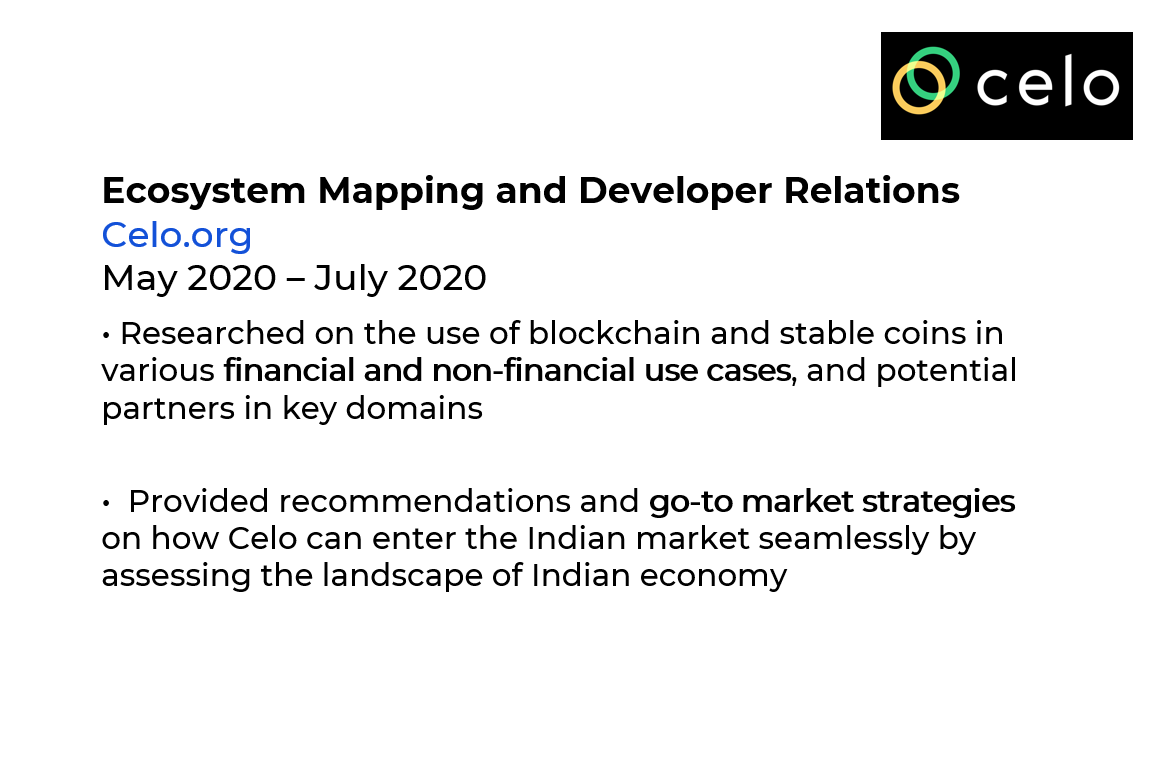 celo
Ecosystem Mapping and Developer Relations
Celo.org
May 2020 – July 2020
• Researched on the use of blockchain and stable coins in
various financial and non-financial use cases, and potential
partners in key domains
• Provided recommendations and go-to market strategies
on how Celo can enter the Indian market seamlessly by
assessing the landscape of Indian economy